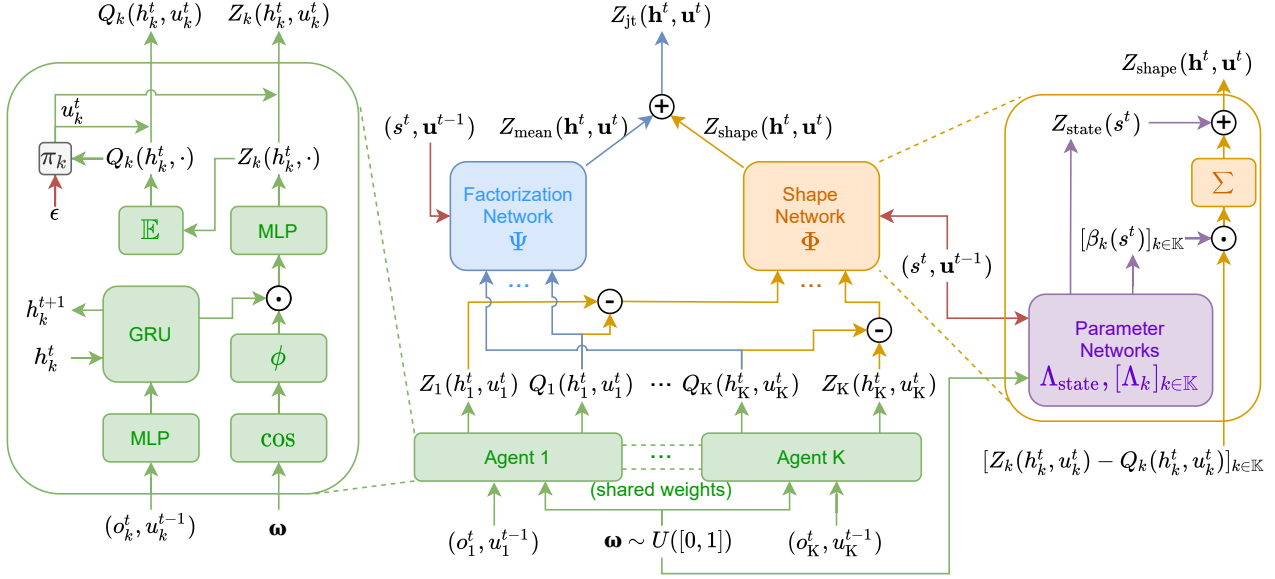 Q_k(h_k^t, u_k^t)
Z_k(h_k^t, u_k^t)
u_k^t
π_k
Q_k(h_k^t, ·)
Z_k(h_k^t, ·)
ϵ
𝔼
MLP
h_k^{t+1}
GRU
h_k^t
ϕ
MLP
cos
(o_k^t, u_k^{t-1})
𝛚
Z_jt(𝐡^t, 𝐮^t)
+
(s^t, 𝐮^{t-1})
Z_mean(𝐡^t, 𝐮^t)
Z_shape(𝐡^t, 𝐮^t)
Factorization
Network
Ψ
Shape
Network
Φ
...
...
-
-
(s^t, 𝐮^{t-1})
Z_1(h_1^t, u_1^t)
Q_1(h_1^t, u_1^t)
...
Q_K(h_K^t, u_K^t)
Z_K(h_K^t, u_K^t)
Agent 1
...
Agent K
(shared weights)
(o_1^t, u_1^{t-1})
𝛚 ~ U([0, 1])
(o_K^t, u_K^{t-1})
Z_shape(𝐡^t, 𝐮^t)
Z_state(s^t)
+
Σ
[β_k(s^t)]_{k∈𝕂}
Parameter
Networks
Λ_state, [Λ_k]_{k∈𝕂}
[Z_k(h_k^t, u_k^t) − Q_k(h_k^t, u_k^t)]_{k∈𝕂}